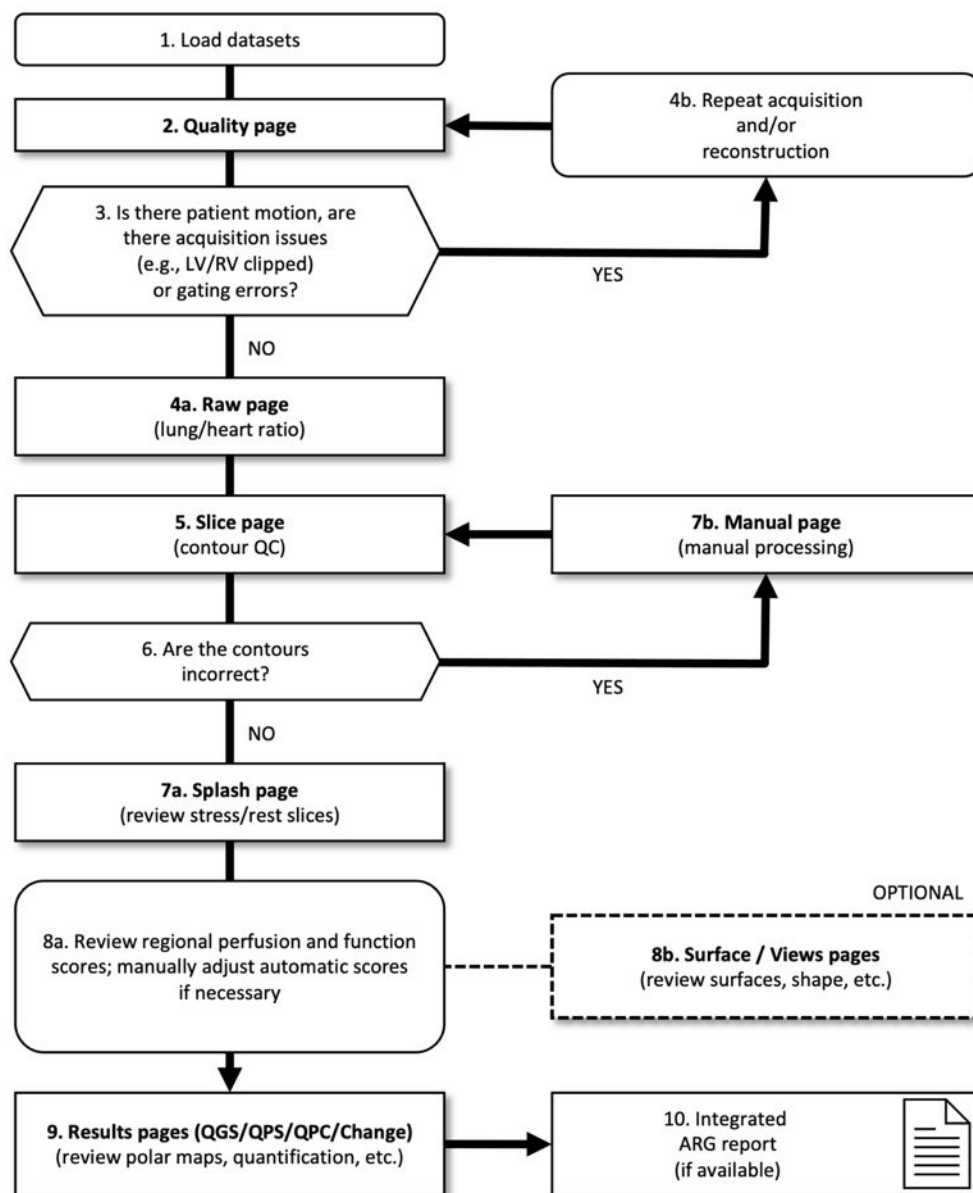 1. Load datasets
2. Quality page
4b. Repeat acquisition
and/or
reconstruction
3. Is there patient motion, are
there acquisition issues
(e.g., LV/RV clipped)
or gating errors?
YES
NO
4a. Raw page
(lung/heart ratio)
5. Slice page
(contour QC)
7b. Manual page
(manual processing)
6. Are the contours
incorrect?
YES
NO
7a. Splash page
(review stress/rest slices)
OPTIONAL
8a. Review regional perfusion and function
scores; manually adjust automatic scores
if necessary
8b. Surface / Views pages
(review surfaces, shape, etc.)
9. Results pages (QGS/QPS/QPC/Change)
(review polar maps, quantification, etc.)
10. Integrated
ARG report
(if available)